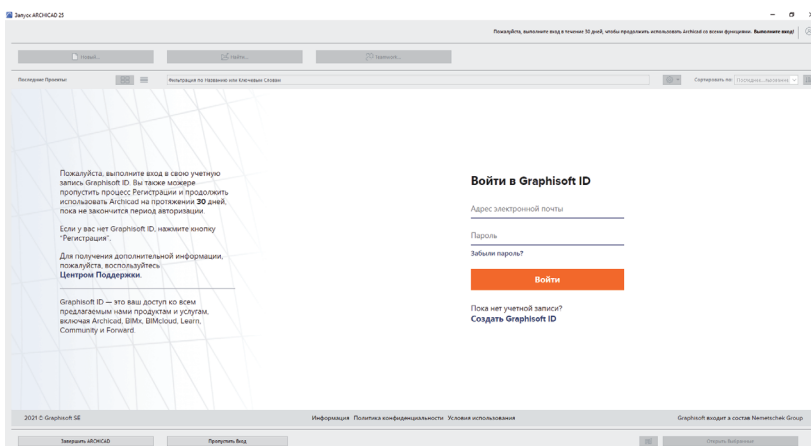 Запуск ARCHICAD 25
Пожалуйста, выполните вход в течение 30 дней, чтобы продолжить использовать Archicad со всеми функциями. Выполните вход!
Новый... Найти... Teamwork...
Последние Проекты: Фильтрация по Названию или Ключевым Словам Сортировать по:
Пожалуйста, выполните вход в свою учетную
запись Graphisoft ID. Вы также можере
пропустить процесс Регистрации и продолжить
использовать Archicad на протяжении 30 дней,
пока не закончится период авторизации.
Если у вас нет Graphisoft ID, нажмите кнопку
"Регистрация".
Для получения дополнительной информации,
пожалуйста, воспользуйтесь
Центром Поддержки.
Graphisoft ID — это ваш доступ ко всем
предлагаемым нами продуктам и услугам,
включая Archicad, BIMx, BIMcloud, Learn,
Community и Forward.
Войти в Graphisoft ID
Адрес электронной почты
Пароль
Забыли пароль?
Войти
Пока нет учетной записи?
Создать Graphisoft ID
2021 © Graphisoft SE Информация Политика конфиденциальности Условия использования Graphisoft входит в состав Nemetschek Group
Завершить ARCHICAD Пропустить Вход Открыть Выбранные